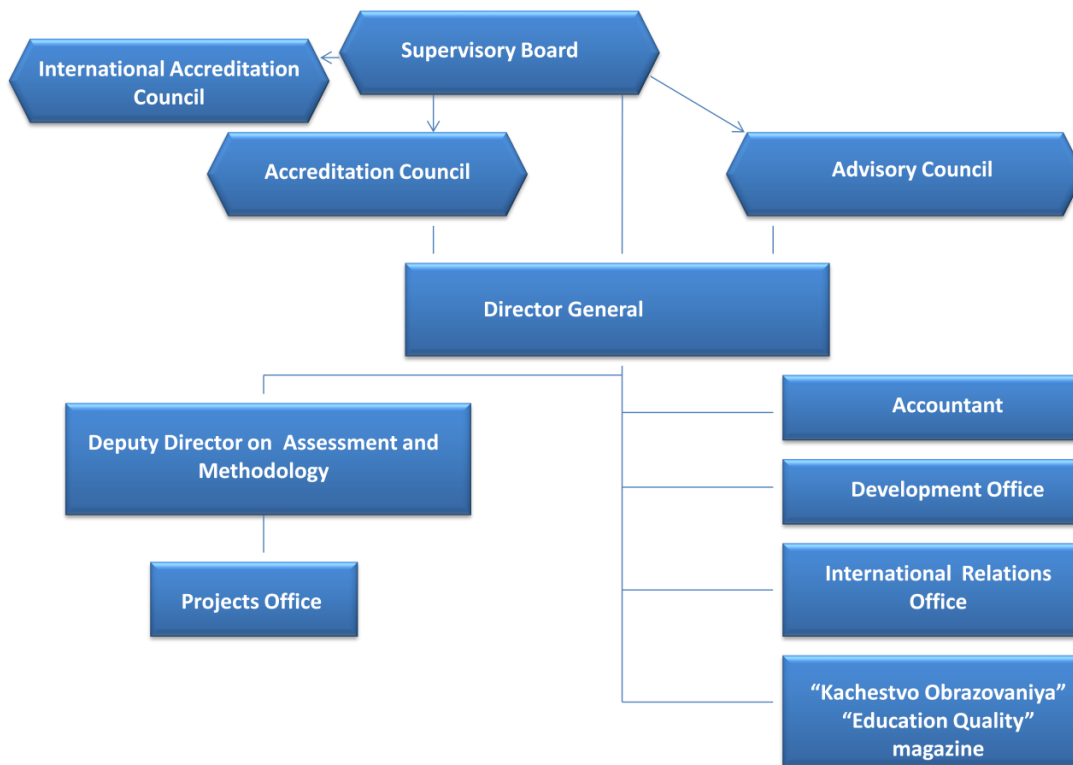 Supervisory Board
International Accreditation
Council
Accreditation Council
Advisory Council
Director General
Deputy Director on Assessment and
Methodology
Projects Office
Accountant
Development Office
International Relations
Office
“Kachestvo Obrazovaniya”
“Education Quality”
magazine